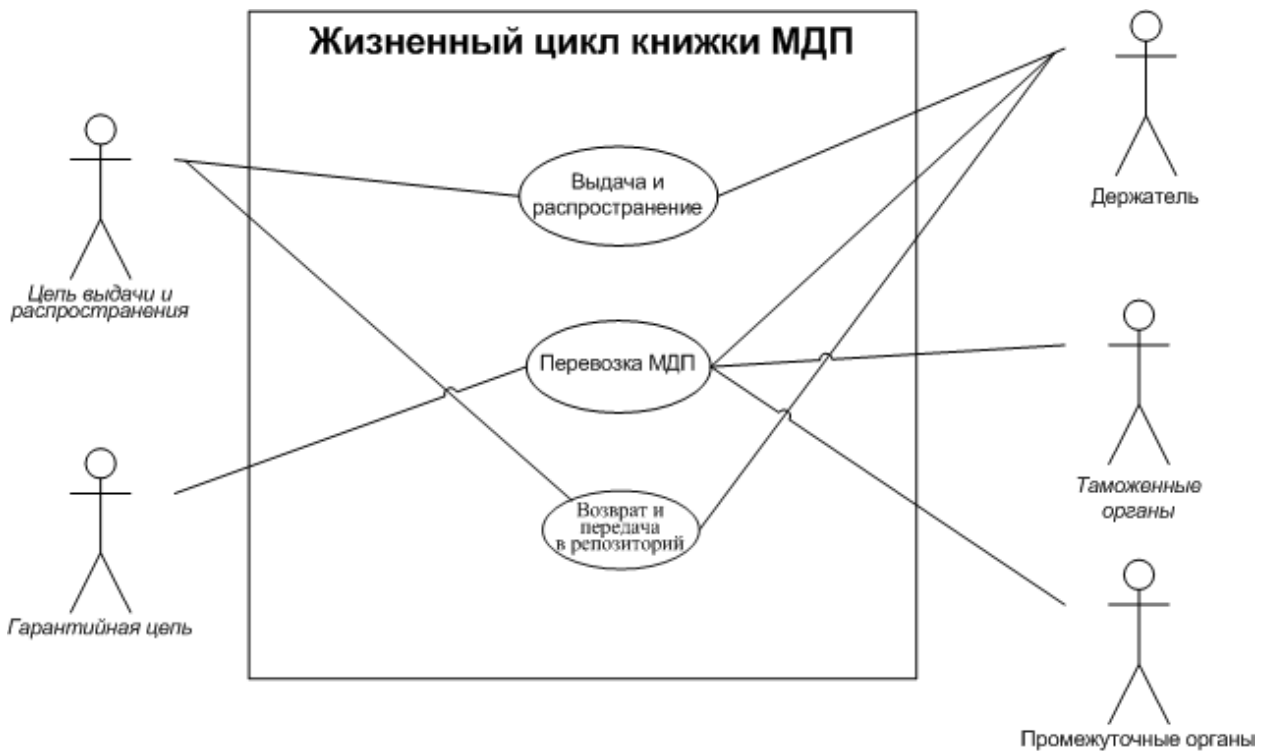 Жизненный цикл книжки МДП
Цепь выдачи и
распространения
Гарантийная цепь
Выдача и
распространение
Перевозка МДП
Возврат и
передача
в репозиторий
Держатель
Таможенные
органы
Промежуточные органы